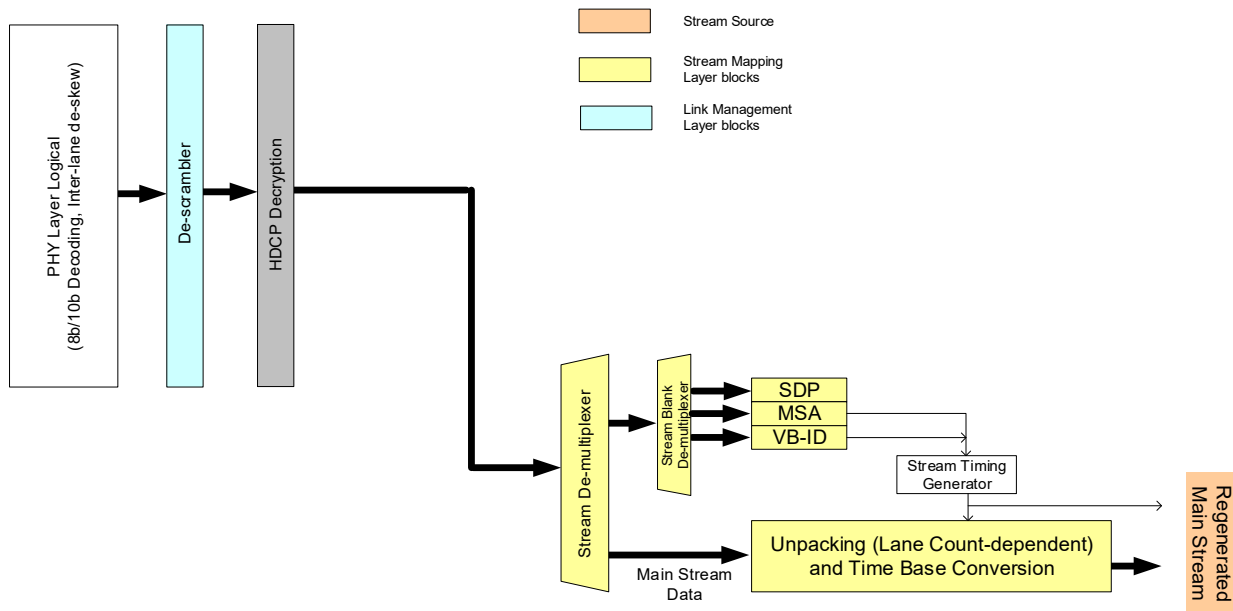 Stream Source
Stream Mapping
Layer blocks
Link Management
Layer blocks
PHY Layer Logical
(8b/10b Decoding, Inter-lane de-skew)
De-scrambler
HDCP Decryption
Stream De-multiplexer
Stream Blank
De-multiplexer
SDP
MSA
VB-ID
Stream Timing
Generator
Main Stream
Data
Unpacking (Lane Count-dependent)
and Time Base Conversion
Regenerated
Main Stream